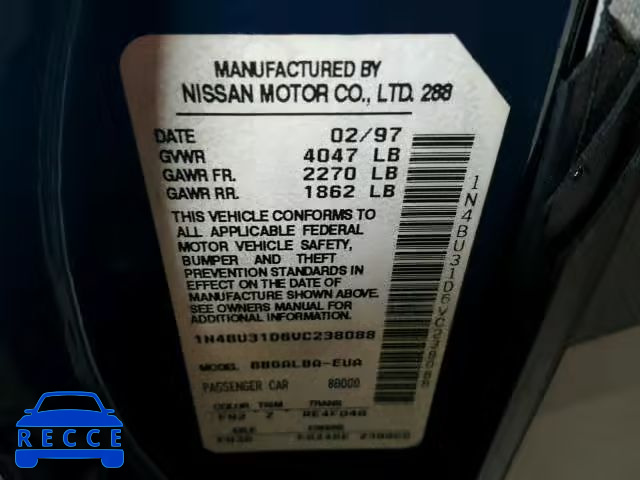 MANUFACTURED BY
NISSAN MOTOR CO., LTD. 288
DATE 02/97
GVWR 4047 LB
GAWR FR. 2270 LB
GAWR RR. 1862 LB
THIS VEHICLE CONFORMS TO
ALL APPLICABLE FEDERAL
MOTOR VEHICLE SAFETY,
BUMPER AND THEFT
PREVENTION STANDARDS IN
EFFECT ON THE DATE OF
MANUFACTURE SHOWN ABOVE.
SEE OWNERS MANUAL FOR
ADDITIONAL INFORMATION.
1N4BU31D6VC238088
MODEL BBGALBA-EUA
PASSENGER CAR
COLOR TRIM TRANS
FN2 Z RE4F04B
AXLE ENGINE
1N4BU31D6VC238088
RECCE